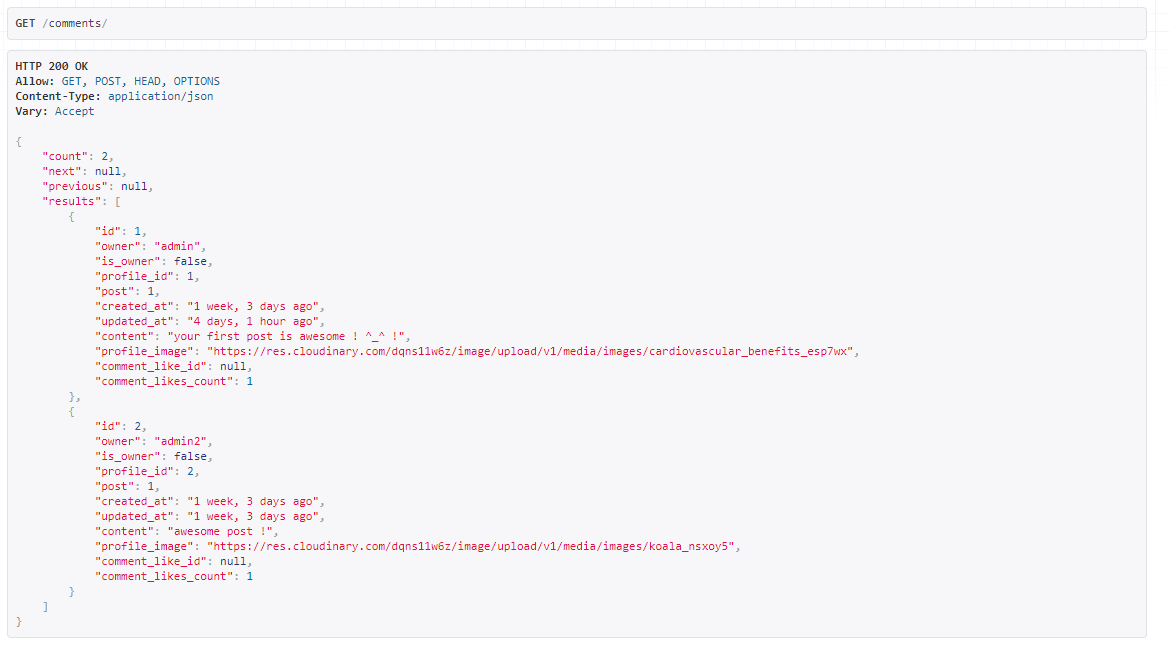 GET /comments/
HTTP 200 OK
Allow: GET, POST, HEAD, OPTIONS
Content-Type: application/json
Vary: Accept
{
    "count": 2,
    "next": null,
    "previous": null,
    "results": [
        {
            "id": 1,
            "owner": "admin",
            "is_owner": false,
            "profile_id": 1,
            "post": 1,
            "created_at": "1 week, 3 days ago",
            "updated_at": "4 days, 1 hour ago",
            "content": "your first post is awesome ! ^_^ !",
            "profile_image": "https://res.cloudinary.com/dqns11w6z/image/upload/v1/media/images/cardiovascular_benefits_esp7wx",
            "comment_like_id": null,
            "comment_likes_count": 1
        },
        {
            "id": 2,
            "owner": "admin2",
            "is_owner": false,
            "profile_id": 2,
            "post": 1,
            "created_at": "1 week, 3 days ago",
            "updated_at": "1 week, 3 days ago",
            "content": "awesome post !",
            "profile_image": "https://res.cloudinary.com/dqns11w6z/image/upload/v1/media/images/koala_nsxoy5",
            "comment_like_id": null,
            "comment_likes_count": 1
        }
    ]
}